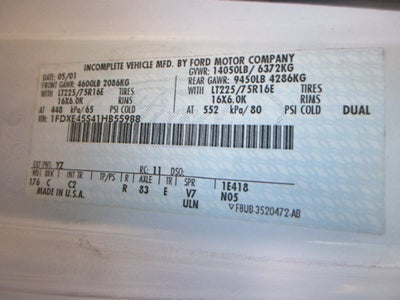 INCOMPLETE VEHICLE MFD. BY FORD MOTOR COMPANY
DATE: 05/01 GVWR: 14050LB/ 6372KG
FRONT GAWR: 4600LB 2086KG REAR GAWR: 9450LB 4286KG
WITH LT225/75R16E WITH LT225/75R16E
16X6.0K TIRES 16X6.0K TIRES
RIMS RIMS
AT 448 kPa/65 PSI COLD AT 552 kPa/80 PSI COLD DUAL
VIN: 1FDXE45S41HB55988
EXT PNT: YZ RC: 11 DSO:
WB BRK INT TR TP/PS R AXLE TR SPR
176 C C2 R 83 E V7 1E418
MADE IN U.S.A. ULN N05
F8UB-3520472-AB